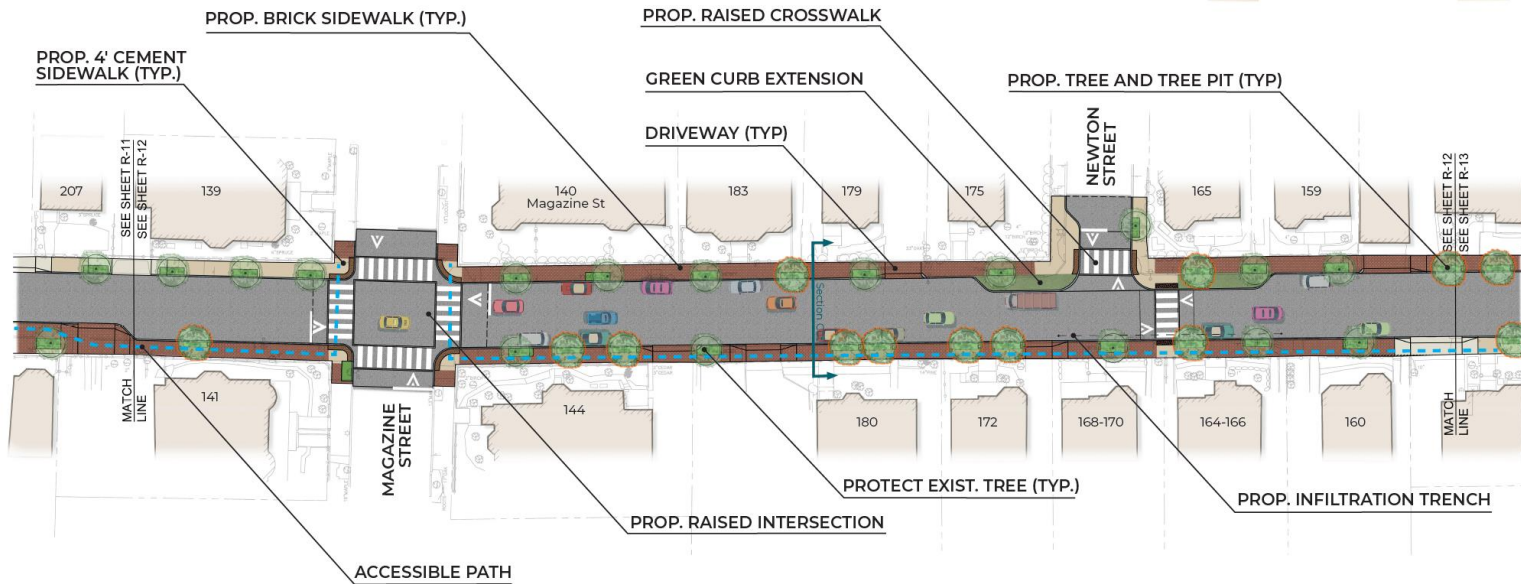 PROP. BRICK SIDEWALK (TYP.)
PROP. RAISED CROSSWALK
PROP. 4' CEMENT
SIDEWALK (TYP.)
GREEN CURB EXTENSION
PROP. TREE AND TREE PIT (TYP)
DRIVEWAY (TYP)
NEWTON
STREET
SEE SHEET R-11
SEE SHEET R-12
SEE SHEET R-12
SEE SHEET R-13
207
139
140
Magazine St
183
179
175
165
159
Section C
MATCH
LINE
141
MAGAZINE
STREET
144
180
172
168-170
164-166
160
MATCH
LINE
PROTECT EXIST. TREE (TYP.)
PROP. INFILTRATION TRENCH
PROP. RAISED INTERSECTION
ACCESSIBLE PATH